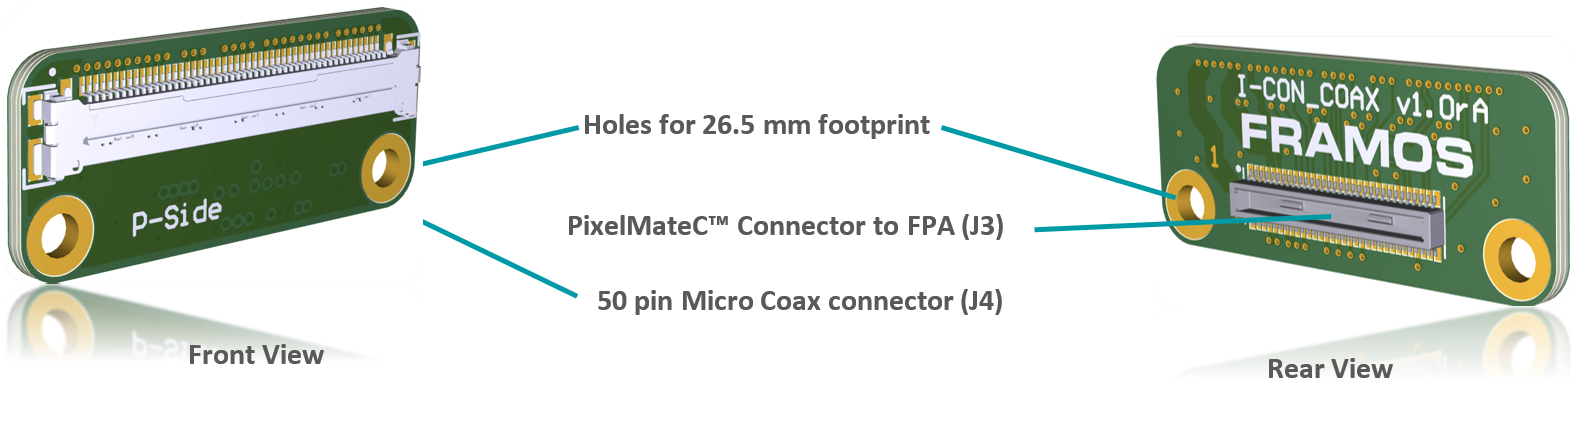 P-Side
Holes for 26.5 mm footprint
PixelMateC™ Connector to FPA (J3)
50 pin Micro Coax connector (J4)
Front View
I-CON_COAX v1.0rA
FRAMOS
1
Rear View